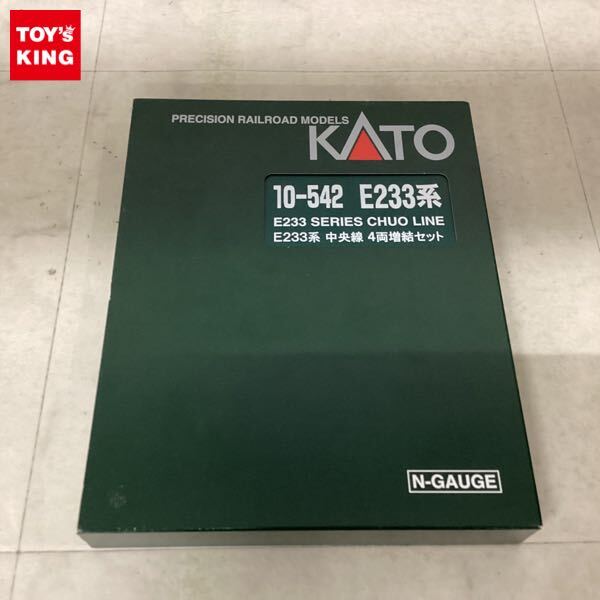 TOY's
KING
PRECISION RAILROAD MODELS
KATO
10-542 E233系
E233 SERIES CHUO LINE
E233系 中央線 4両増結セット
N-GAUGE